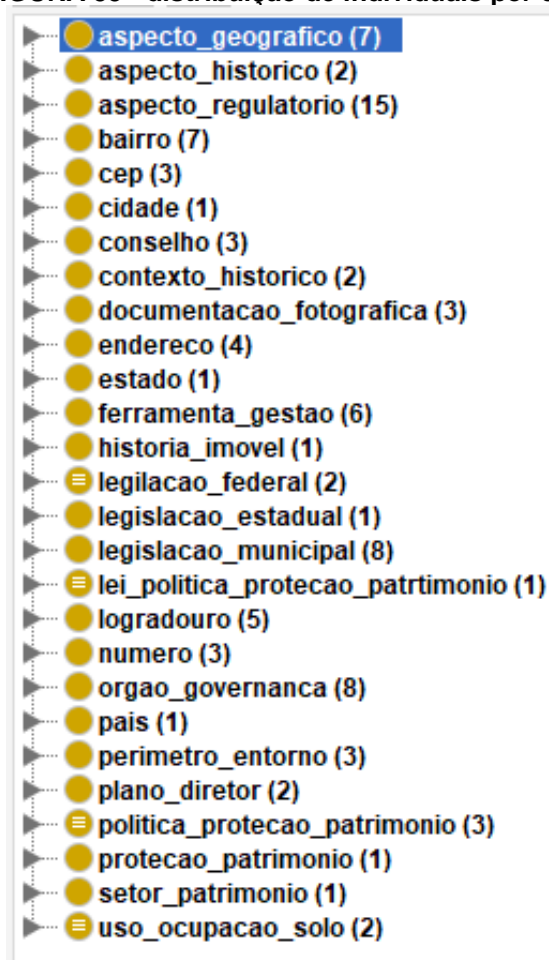 aspecto_geografico (7)
aspecto_historico (2)
aspecto_regulatorio (15)
bairro (7)
cep (3)
cidade (1)
conselho (3)
contexto_historico (2)
documentacao_fotografica (3)
endereco (4)
estado (1)
ferramenta_gestao (6)
historia_imovel (1)
legilacao_federal (2)
legislacao_estadual (1)
legislacao_municipal (8)
lei_politica_protecao_patrtimonio (1)
logradouro (5)
numero (3)
orgao_governanca (8)
pais (1)
perimetro_entorno (3)
plano_diretor (2)
politica_protecao_patrimonio (3)
protecao_patrimonio (1)
setor_patrimonio (1)
uso_ocupacao_solo (2)